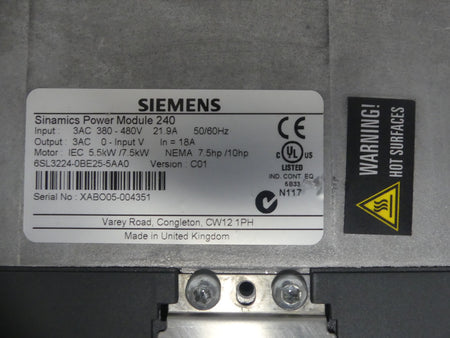 SIEMENS
Sinamics Power Module 240
Input : 3AC 380 - 480V 21.9A 50/60Hz
Output : 3AC 0 - Input V In = 18A
Motor : IEC 5.5kW /7.5kW NEMA 7.5hp /10hp
6SL3224-0BE25-5AA0 Version : C01
Serial No : XABO05-004351
CE
C UL US
LISTED
IND. CONT. EQ
5B33
N117
Varey Road, Congleton, CW12 1PH
Made in United Kingdom
WARNING!
HOT SURFACES